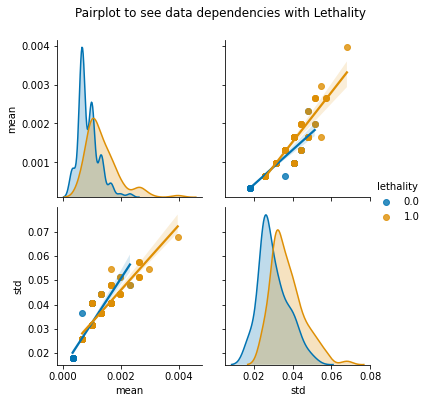 Pairplot to see data dependencies with Lethality
0.004
0.003
0.002
0.001
mean
lethality
0.0
1.0
0.07
0.06
0.05
0.04
0.03
0.02
std
0.000 0.002 0.004
mean
0.02 0.04 0.06 0.08
std